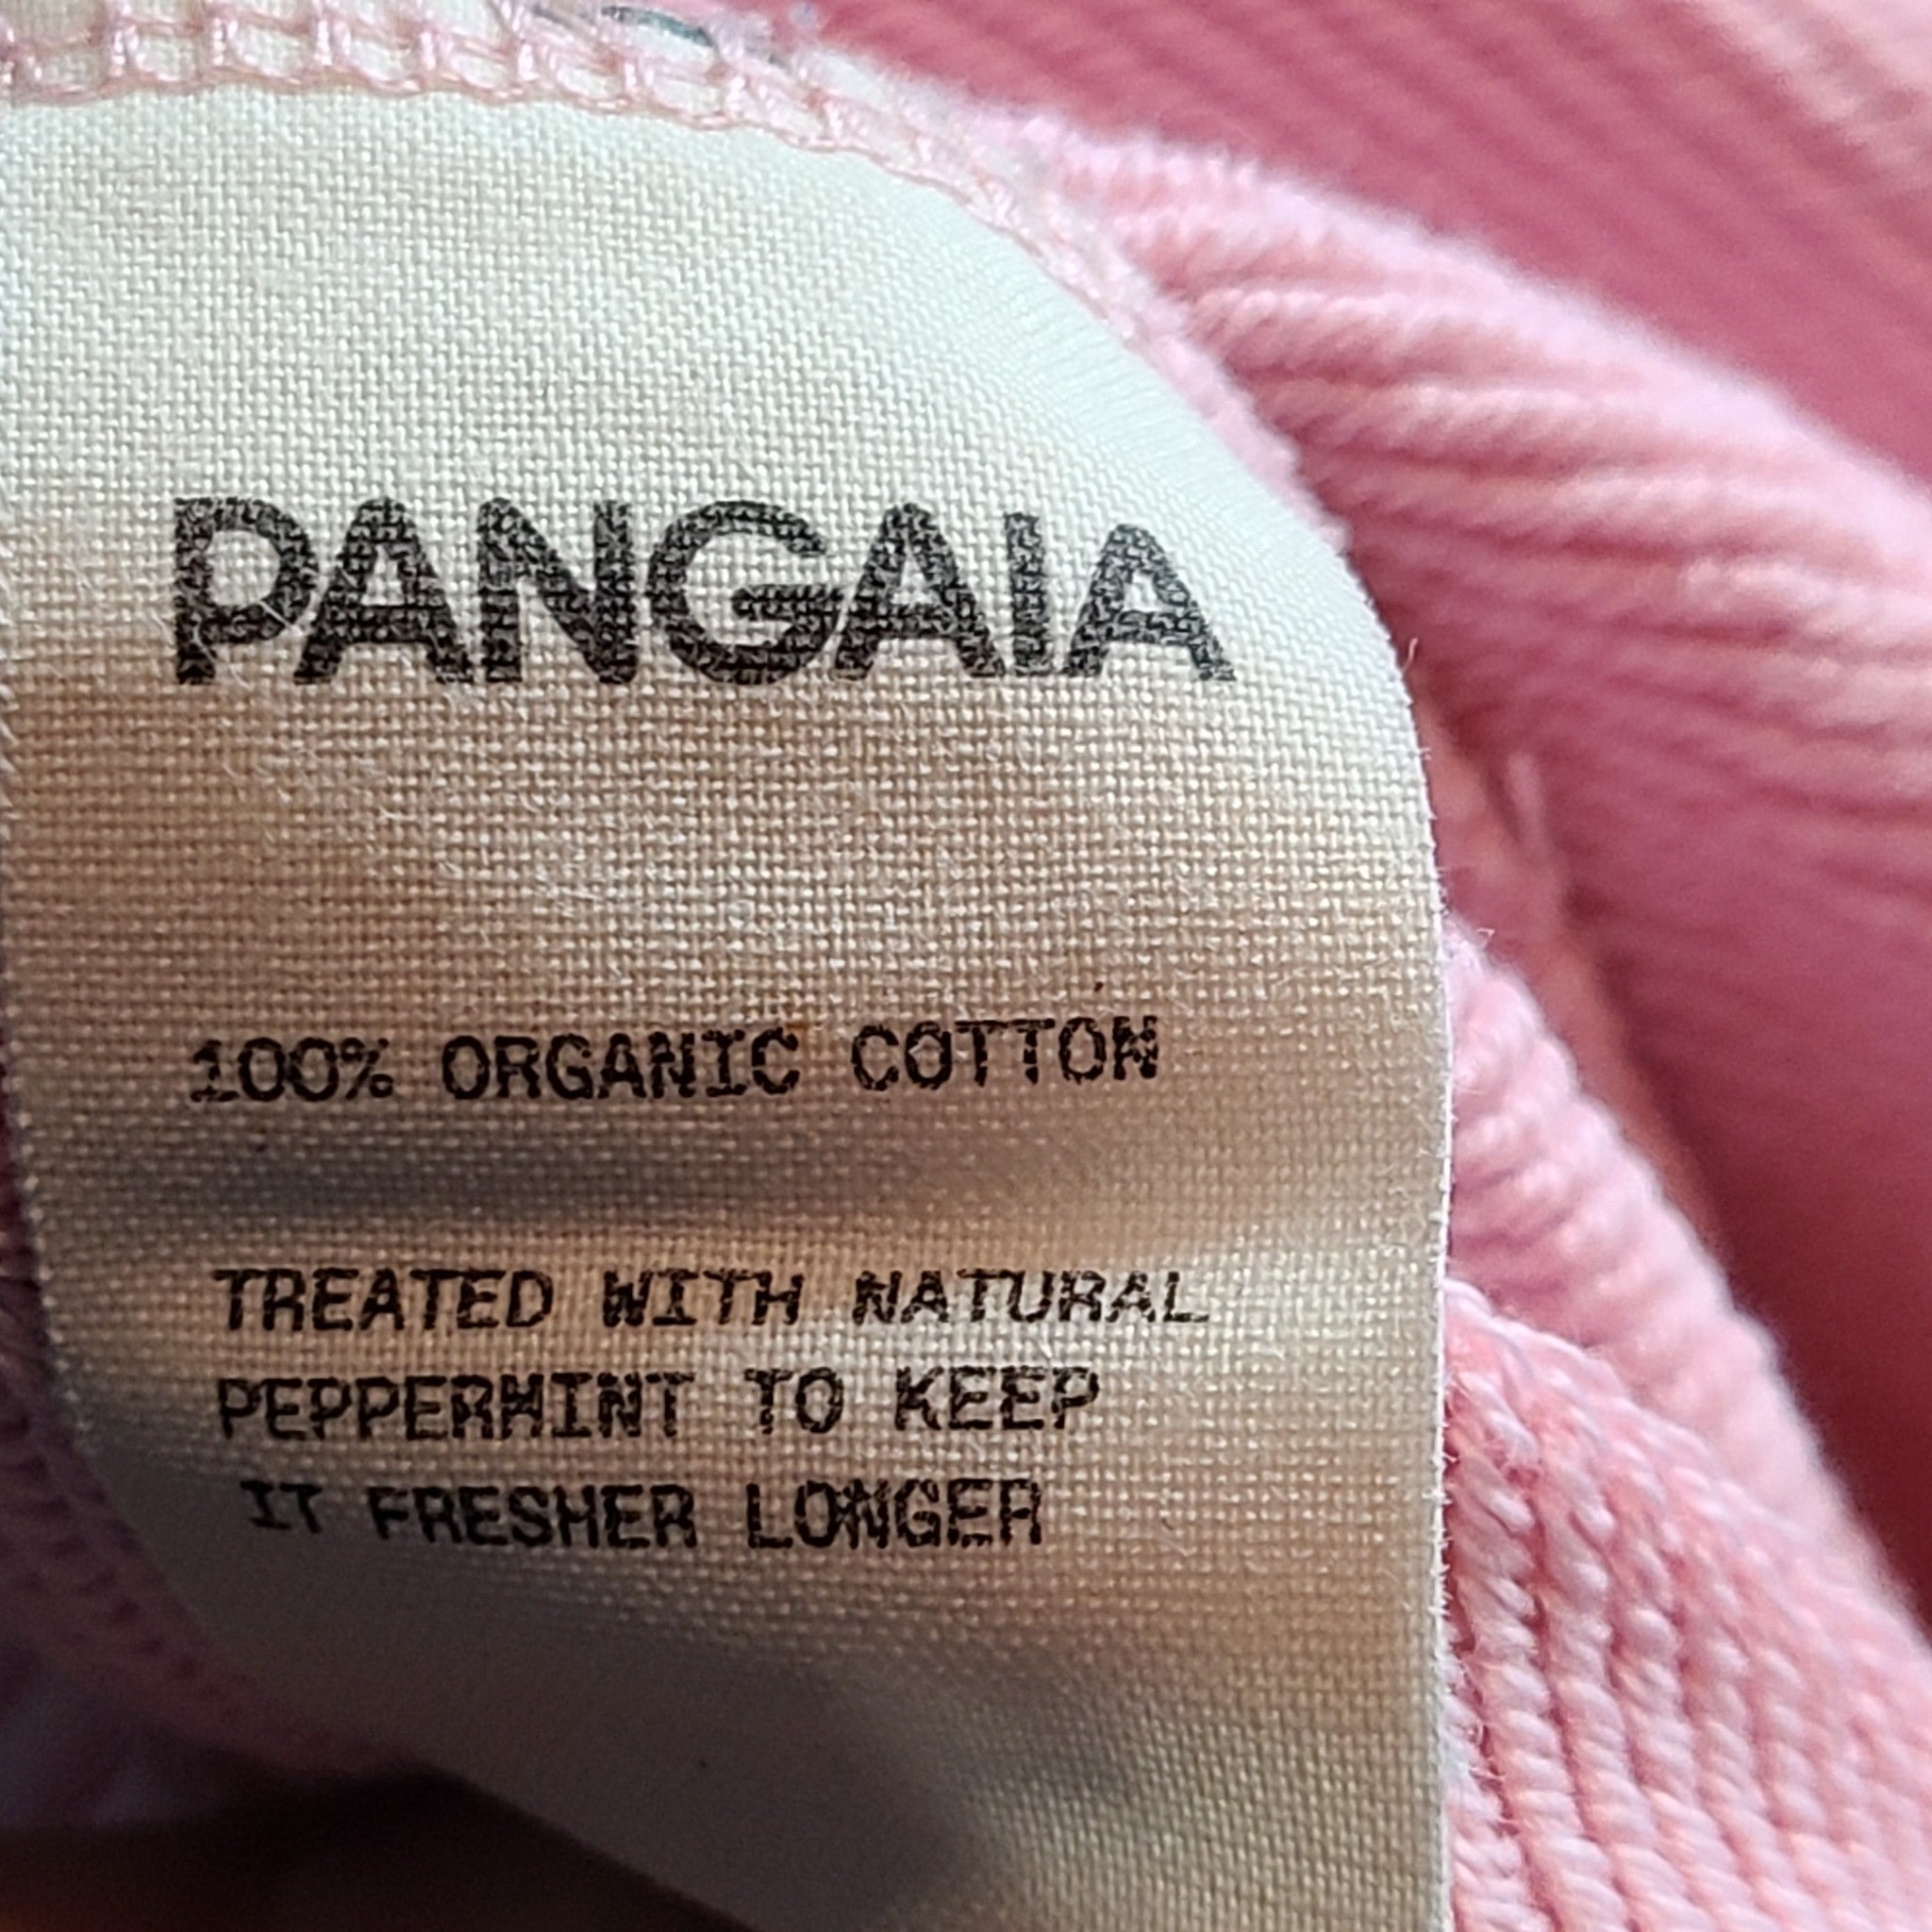 PANGAIA
100% ORGANIC COTTON
TREATED WITH NATURAL
PEPPERMINT TO KEEP
IT FRESHER LONGER